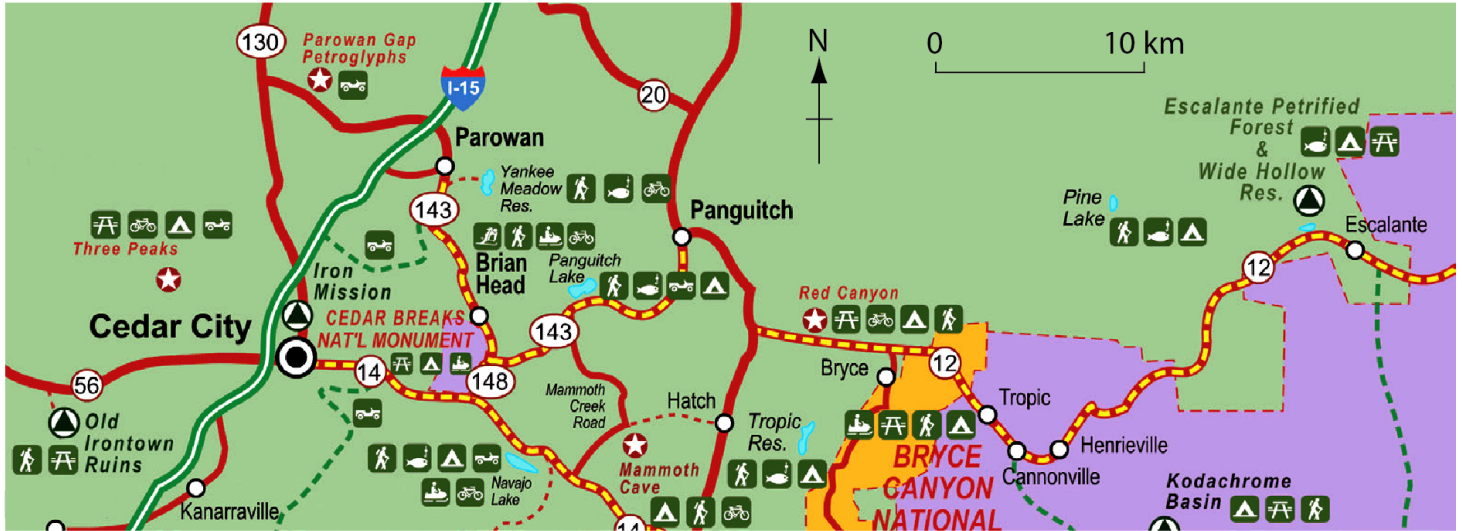 130
Parowan Gap
Petroglyphs
I-15
20
N
0
10 km
Escalante Petrified
Forest
&
Wide Hollow
Res.
Parowan
Yankee
Meadow
Res.
143
Panguitch
Pine
Lake
Escalante
Three Peaks
Brian
Head
Panguitch
Lake
12
Iron
Mission
Cedar City
CEDAR BREAKS
NAT'L MONUMENT
143
Red Canyon
14
148
12
Bryce
56
Mammoth
Creek
Road
Hatch
Tropic
Res.
Tropic
Old
Irontown
Ruins
Henrieville
Cannonville
BRYCE
CANYON
NATIONAL
Mammoth
Cave
Navajo
Lake
Kodachrome
Basin
Kanarraville
14